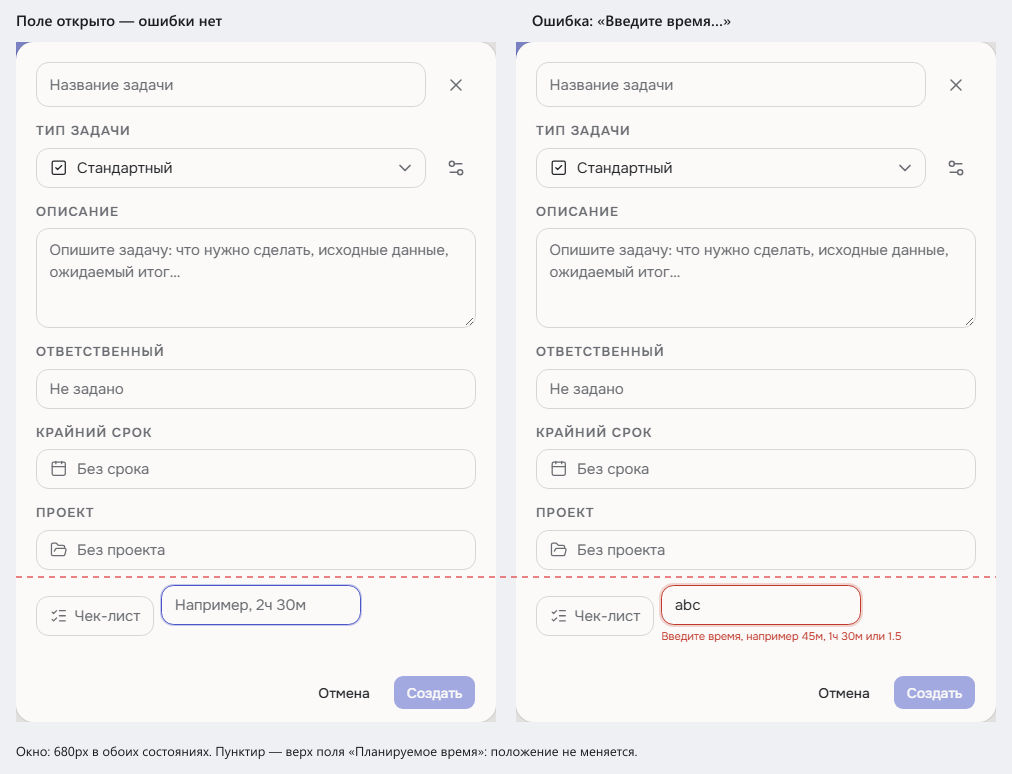 Поле открыто — ошибки нет
Название задачи
ТИП ЗАДАЧИ
Стандартный
ОПИСАНИЕ
Опишите задачу: что нужно сделать, исходные данные,
ожидаемый итог...
ОТВЕТСТВЕННЫЙ
Не задано
КРАЙНИЙ СРОК
Без срока
ПРОЕКТ
Без проекта
Чек-лист
Например, 2ч 30м
Отмена
Создать
Ошибка: «Введите время...»
Название задачи
ТИП ЗАДАЧИ
Стандартный
ОПИСАНИЕ
Опишите задачу: что нужно сделать, исходные данные,
ожидаемый итог...
ОТВЕТСТВЕННЫЙ
Не задано
КРАЙНИЙ СРОК
Без срока
ПРОЕКТ
Без проекта
Чек-лист
abc
Введите время, например 45м, 1ч 30м или 1.5
Отмена
Создать
Окно: 680px в обоих состояниях. Пунктир — верх поля «Планируемое время»: положение не меняется.